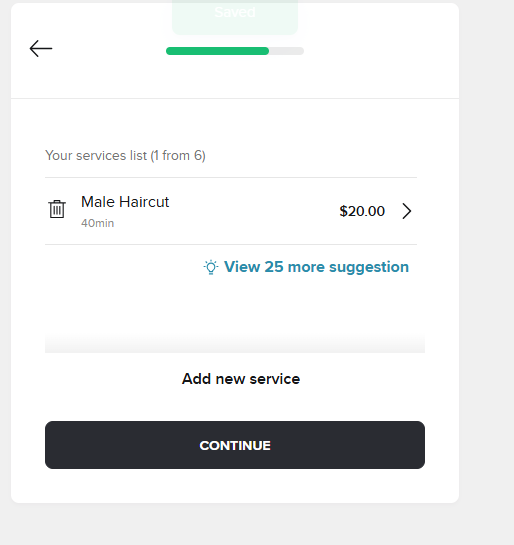 Saved
Your services list (1 from 6)
Male Haircut
40min
$20.00
View 25 more suggestion
Add new service
CONTINUE